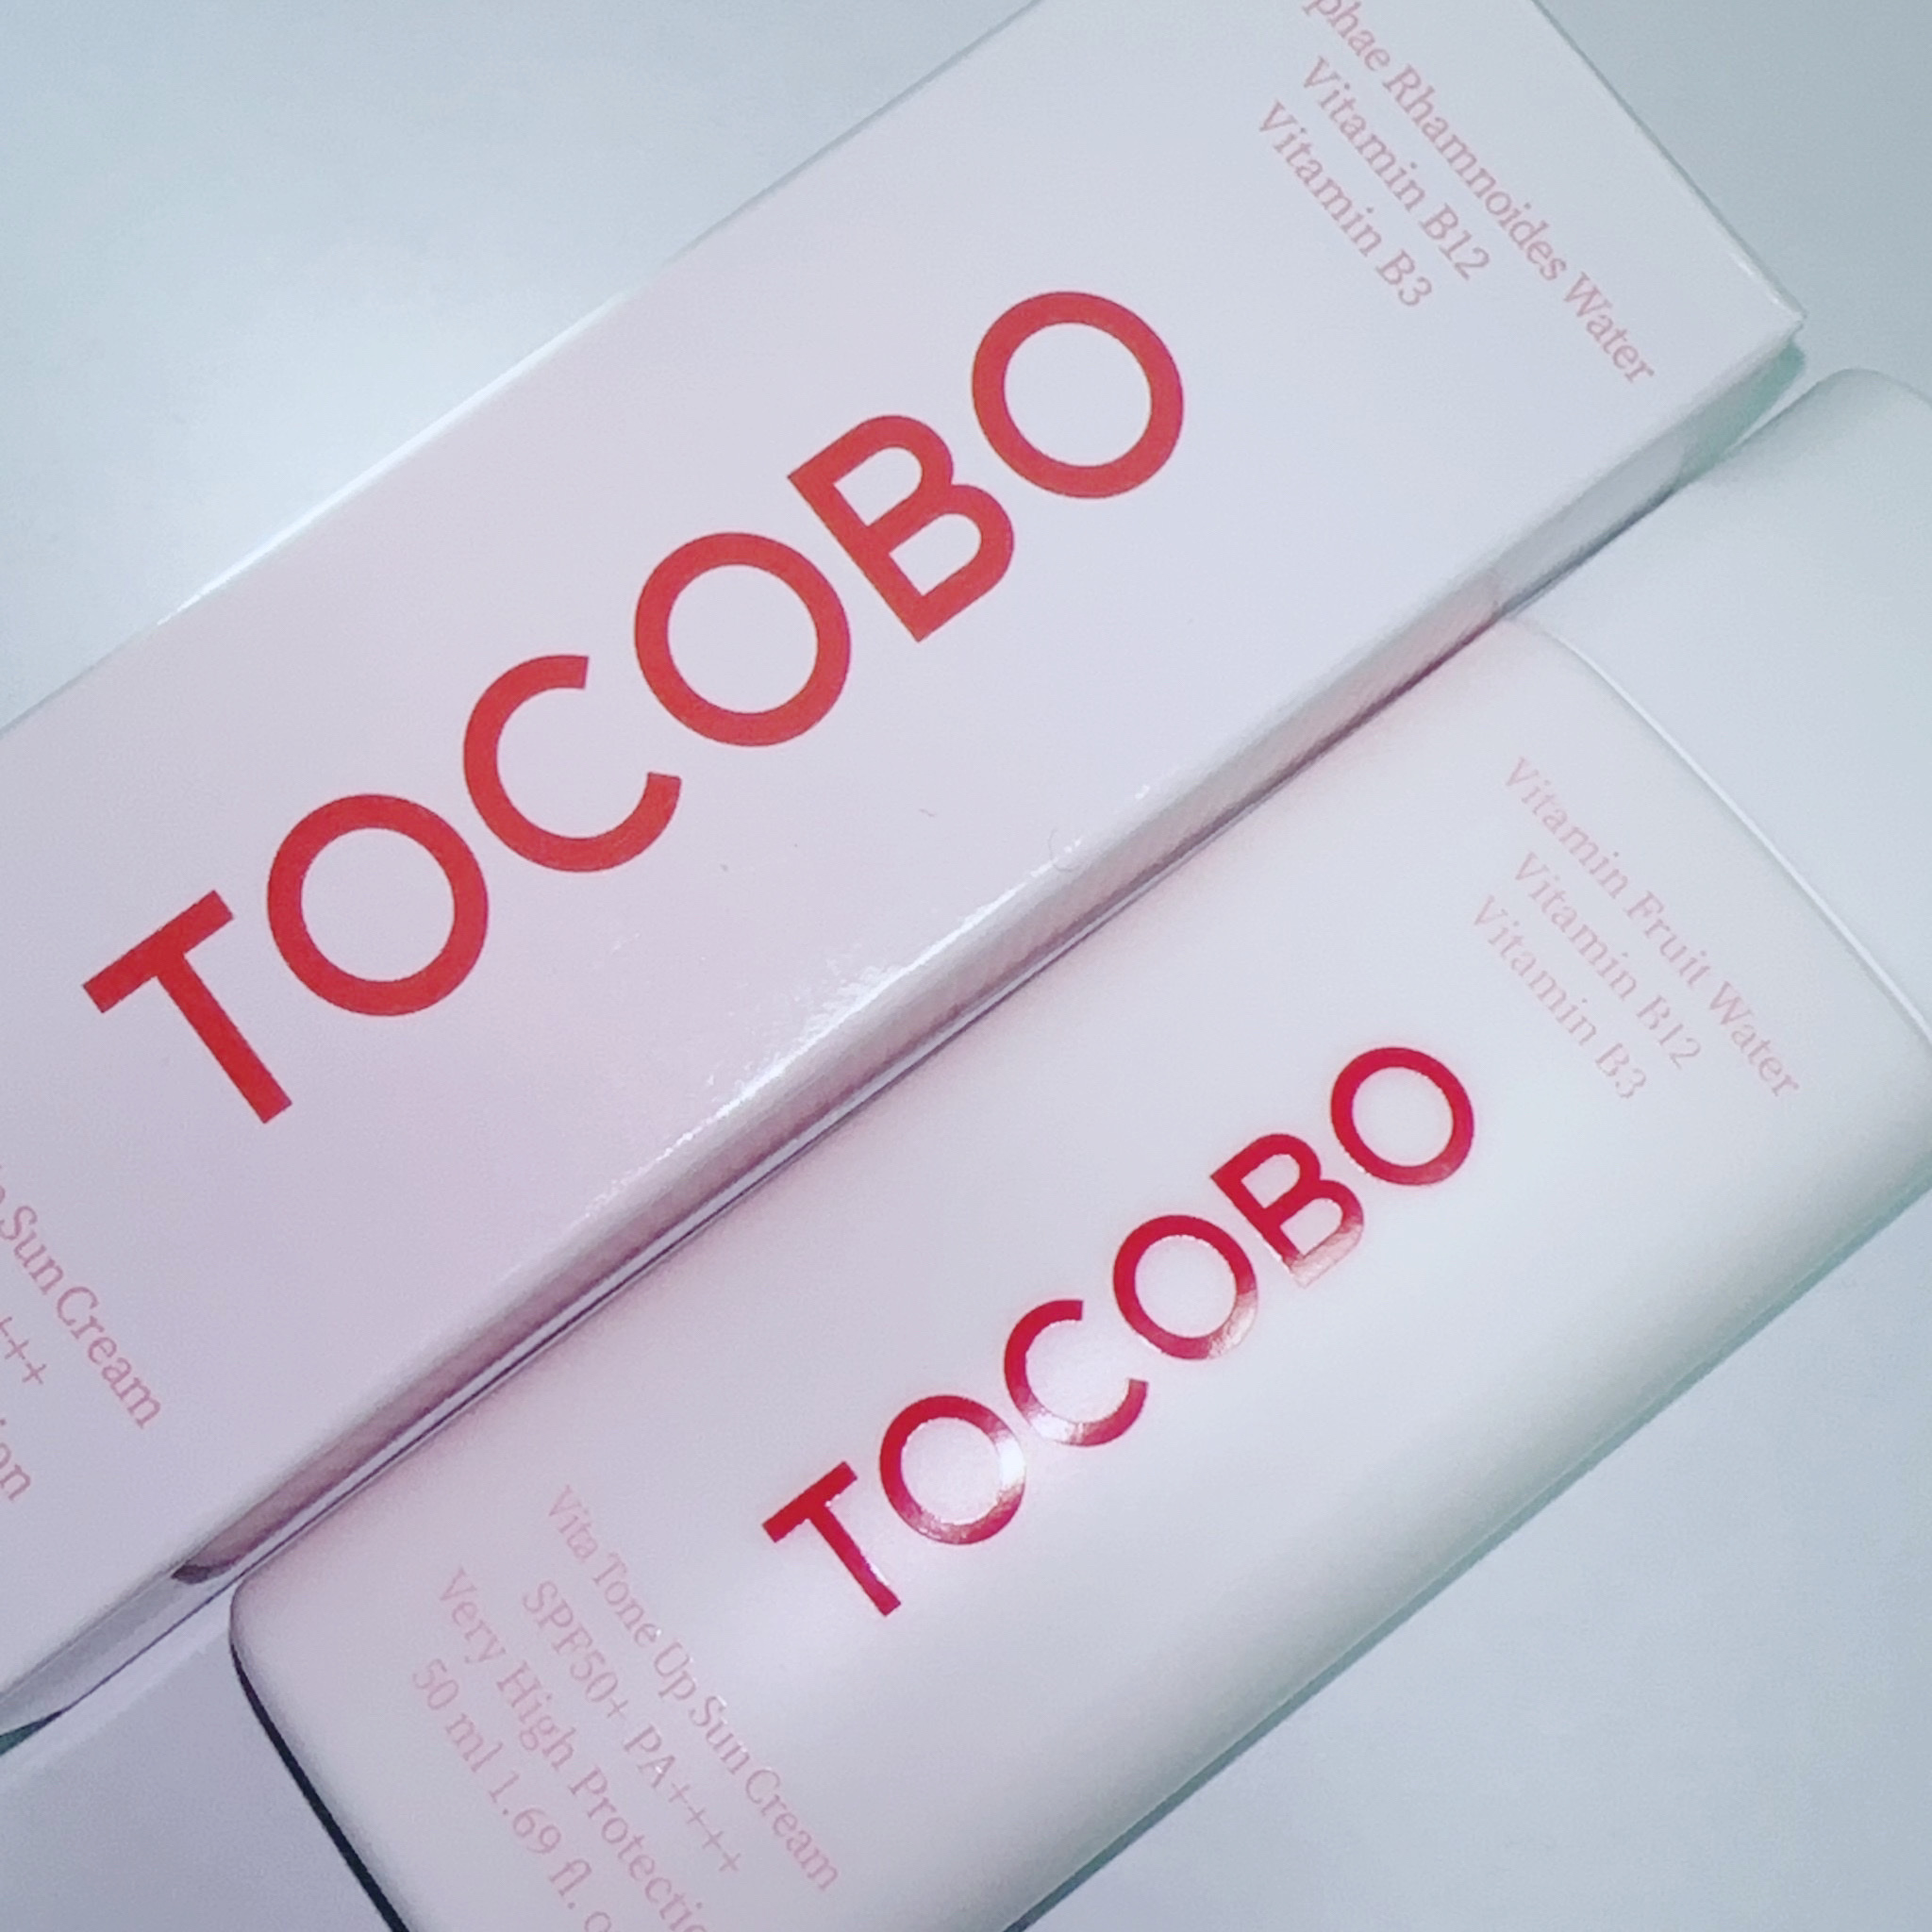 phae Rhamnoides Water
Vitamin B12
Vitamin B3
TOCOBO
Sun Cream
+++
Vitamin Fruit Water
Vitamin B12
Vitamin B3
TOCOBO
Vita Tone Up Sun Cream
SPF50+ PA++++
Very High Protectio
50 ml 1.69 fl. o